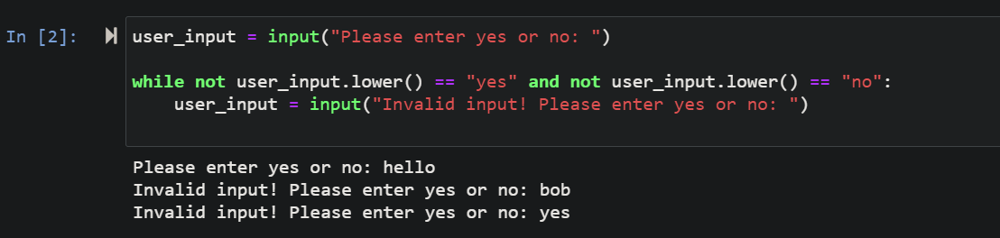 In [2]:
user_input = input("Please enter yes or no: ")
while not user_input.lower() == "yes" and not user_input.lower() == "no":
    user_input = input("Invalid input! Please enter yes or no: ")
Please enter yes or no: hello
Invalid input! Please enter yes or no: bob
Invalid input! Please enter yes or no: yes